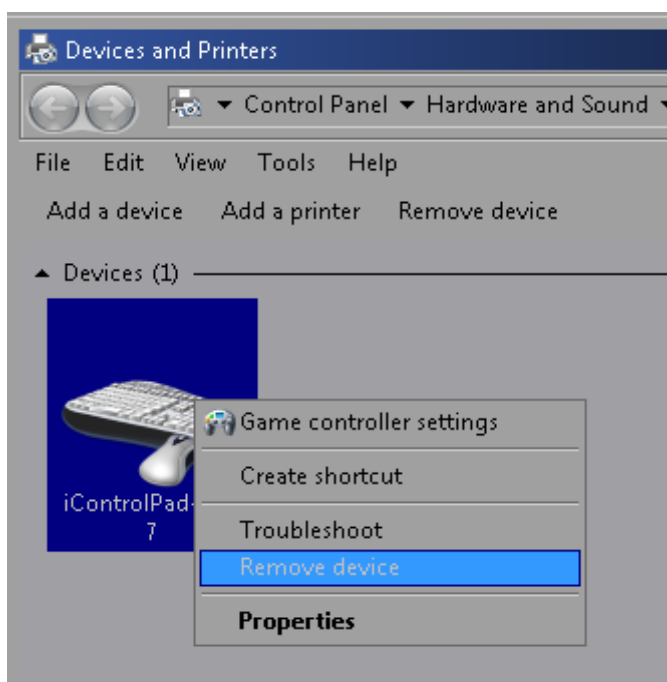 Devices and Printers
Control Panel Hardware and Sound
File Edit View Tools Help
Add a device Add a printer Remove device
Devices (1)
Game controller settings
Create shortcut
iControlPad-
7
Troubleshoot
Remove device
Properties